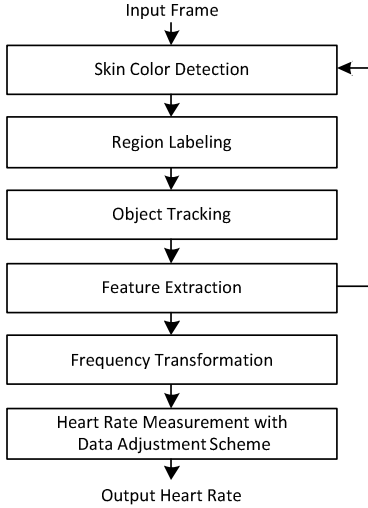 Input Frame
Skin Color Detection
Region Labeling
Object Tracking
Feature Extraction
Frequency Transformation
Heart Rate Measurement with
Data Adjustment Scheme
Output Heart Rate